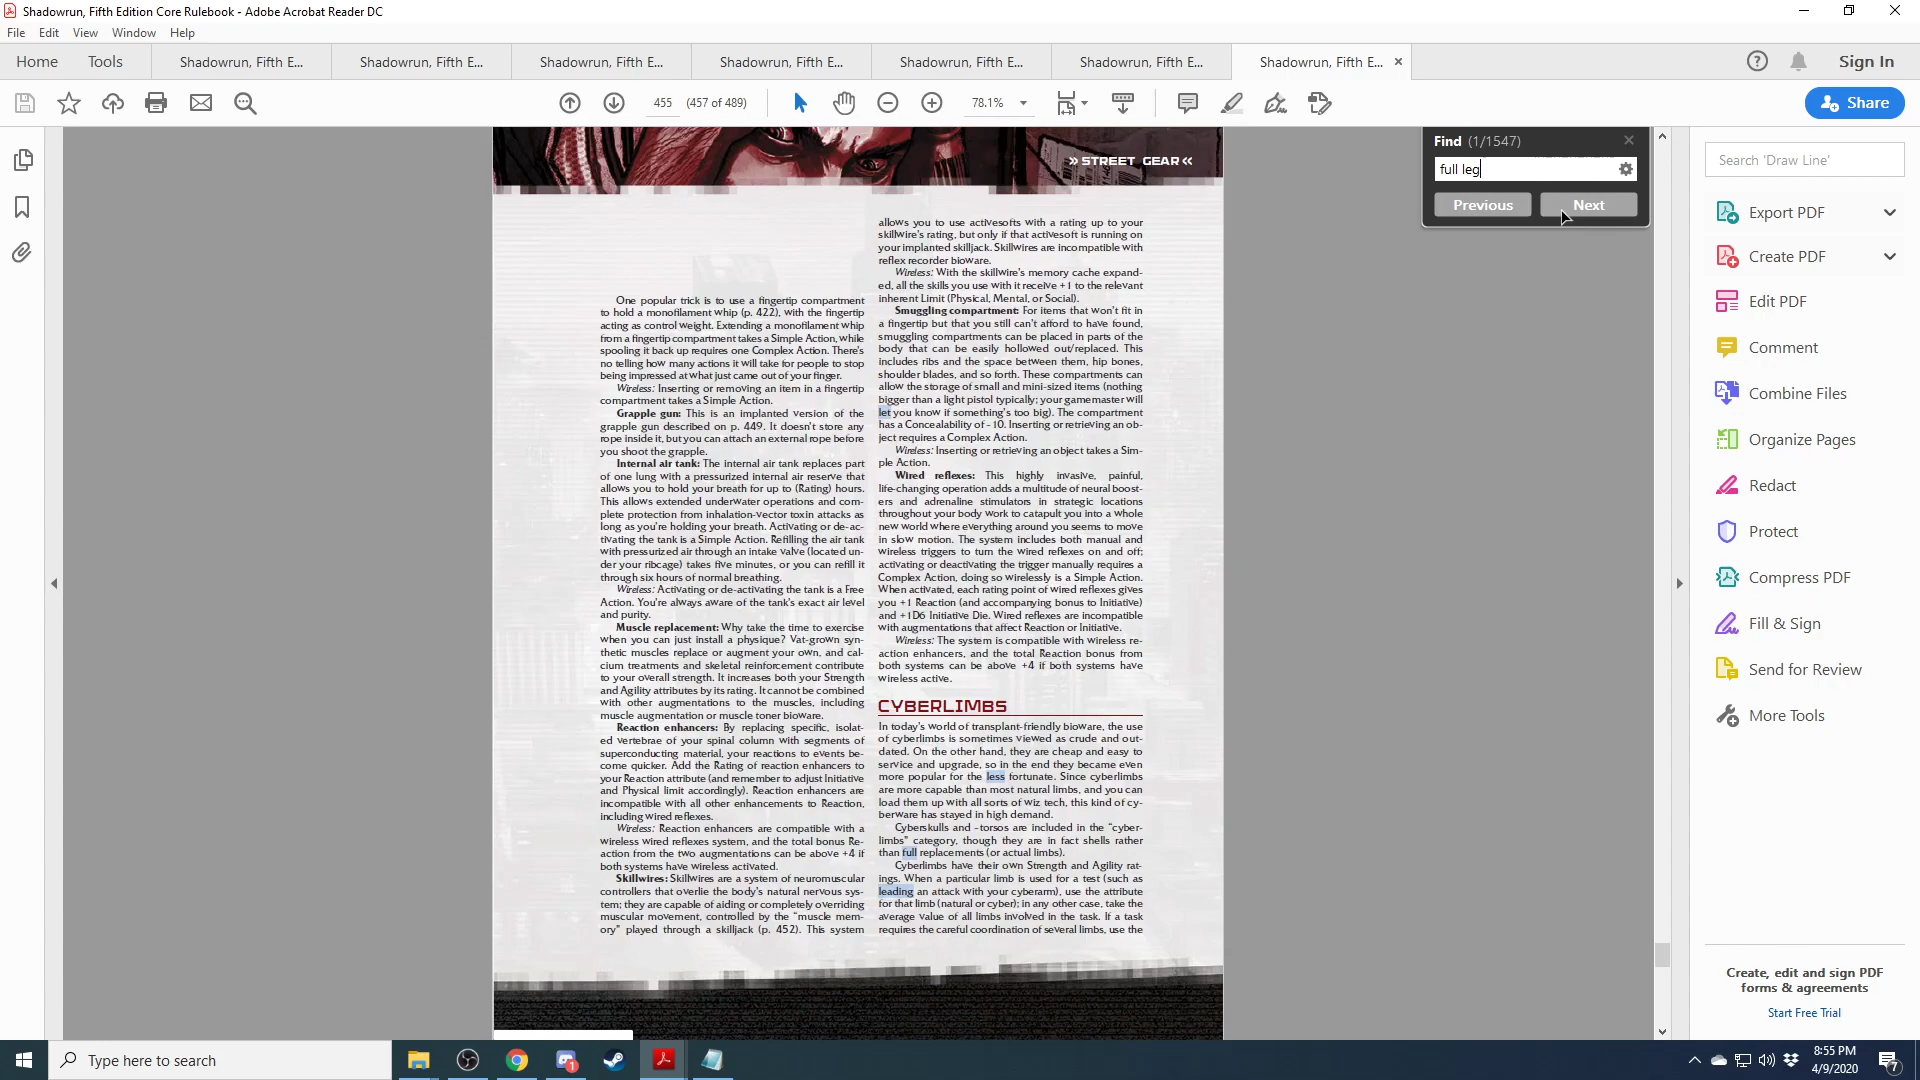 Shadowrun, Fifth Edition Core Rulebook - Adobe Acrobat Reader DC
File Edit View Window Help
Home Tools Shadowrun, Fifth E... Shadowrun, Fifth E... Shadowrun, Fifth E... Shadowrun, Fifth E... Shadowrun, Fifth E... Shadowrun, Fifth E... Shadowrun, Fifth E... × ? Sign In
455 (457 of 489) 78.1% Share
Find (1/1547)
full leg
Previous Next
» STREET GEAR «
One popular trick is to use a fingertip compartment
to hold a monofilament whip (p. 422), with the fingertip
acting as control weight. Extending a monofilament whip
from a fingertip compartment takes a Simple Action, while
spooling it back up requires one Complex Action. There's
no telling how many actions it will take for people to stop
being impressed at what just came out of your finger.
Wireless: Inserting or removing an item in a fingertip
compartment takes a Simple Action.
Grapple gun: This is an implanted version of the
grapple gun described on p. 449. It doesn't store any
rope inside it, but you can attach an external rope before
you shoot the grapple.
Internal air tank: The internal air tank replaces part
of one lung with a pressurized internal air reserve that
allows you to hold your breath for up to (Rating) hours.
This allows extended underwater operations and com-
plete protection from inhalation-vector toxin attacks as
long as you're holding your breath. Activating or de-ac-
tivating the tank is a Simple Action. Refilling the air tank
with pressurized air through an intake valve (located un-
der your ribcage) takes five minutes, or you can refill it
through six hours of normal breathing.
Wireless: Activating or de-activating the tank is a Free
Action. You're always aware of the tank's exact air level
and purity.
Muscle replacement: Why take the time to exercise
when you can just install a physique? Vat-grown syn-
thetic muscles replace or augment your own, and cal-
cium treatments and skeletal reinforcement contribute
to your overall strength. It increases both your Strength
and Agility attributes by its rating. It cannot be combined
with other augmentations to the muscles, including
muscle augmentation or muscle toner bioware.
Reaction enhancers: By replacing specific, isolat-
ed vertebrae of your spinal column with segments of
superconducting material, your reactions to events be-
come quicker. Add the Rating of reaction enhancers to
your Reaction attribute (and remember to adjust Initiative
and Physical limit accordingly). Reaction enhancers are
incompatible with all other enhancements to Reaction,
including wired reflexes.
Wireless: Reaction enhancers are compatible with a
wireless wired reflexes system, and the total bonus Re-
action from the two augmentations can be above +4 if
both systems have wireless activated.
Skillwires: Skillwires are a system of neuromuscular
controllers that overlie the body's natural nervous sys-
tem; they are capable of aiding or completely overriding
muscular movement, controlled by the "muscle mem-
ory" played through a skilljack (p. 452). This system
allows you to use activesofts with a rating up to your
skillwire's rating, but only if that activesoft is running on
your implanted skilljack. Skillwires are incompatible with
reflex recorder bioware.
Wireless: With the skillwire's memory cache expand-
ed, all the skills you use with it receive +1 to the relevant
inherent Limit (Physical, Mental, or Social).
Smuggling compartment: For items that won't fit in
a fingertip but that you still can't afford to have found,
smuggling compartments can be placed in parts of the
body that can be easily hollowed out/replaced. This
includes ribs and the space between them, hip bones,
shoulder blades, and so forth. These compartments can
allow the storage of small and mini-sized items (nothing
bigger than a light pistol typically; your gamemaster will
let you know if something's too big). The compartment
has a Concealability of -10. Inserting or retrieving an ob-
ject requires a Complex Action.
Wireless: Inserting or retrieving an object takes a Sim-
ple Action.
Wired reflexes: This highly invasive, painful,
life-changing operation adds a multitude of neural boost-
ers and adrenaline stimulators in strategic locations
throughout your body work to catapult you into a whole
new world where everything around you seems to move
in slow motion. The system includes both manual and
wireless triggers to turn the wired reflexes on and off;
activating or deactivating the trigger manually requires a
Complex Action, doing so wirelessly is a Simple Action.
When activated, each rating point of wired reflexes gives
you +1 Reaction (and accompanying bonus to Initiative)
and +1D6 Initiative Die. Wired reflexes are incompatible
with augmentations that affect Reaction or Initiative.
Wireless: The system is compatible with wireless re-
action enhancers, and the total Reaction bonus from
both systems can be above +4 if both systems have
wireless active.
CYBERLIMBS
In today's world of transplant-friendly bioware, the use
of cyberlimbs is sometimes viewed as crude and out-
dated. On the other hand, they are cheap and easy to
service and upgrade, so in the end they became even
more popular for the less fortunate. Since cyberlimbs
are more capable than most natural limbs, and you can
load them up with all sorts of wiz tech, this kind of cy-
berware has stayed in high demand.
Cyberskulls and -torsos are included in the "cyber-
limbs" category, though they are in fact shells rather
than full replacements (or actual limbs).
Cyberlimbs have their own Strength and Agility rat-
ings. When a particular limb is used for a test (such as
leading an attack with your cyberarm), use the attribute
for that limb (natural or cyber); in any other case, take the
average value of all limbs involved in the task. If a task
requires the careful coordination of several limbs, use the
Search 'Draw Line'
Export PDF
Create PDF
Edit PDF
Comment
Combine Files
Organize Pages
Redact
Protect
Compress PDF
Fill & Sign
Send for Review
More Tools
Create, edit and sign PDF
forms & agreements
Start Free Trial
Type here to search
1
8:55 PM
4/9/2020
7